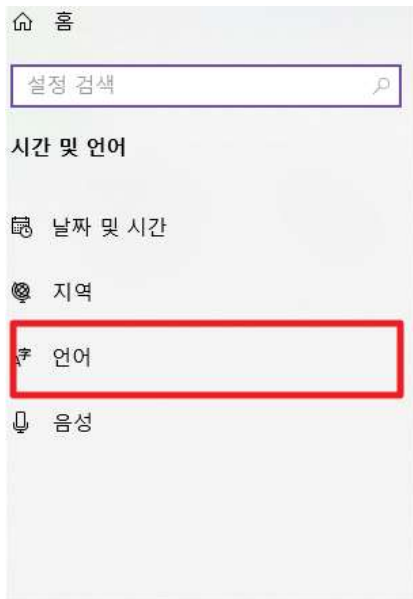 홈
설정 검색
시간 및 언어
날짜 및 시간
지역
언어
음성